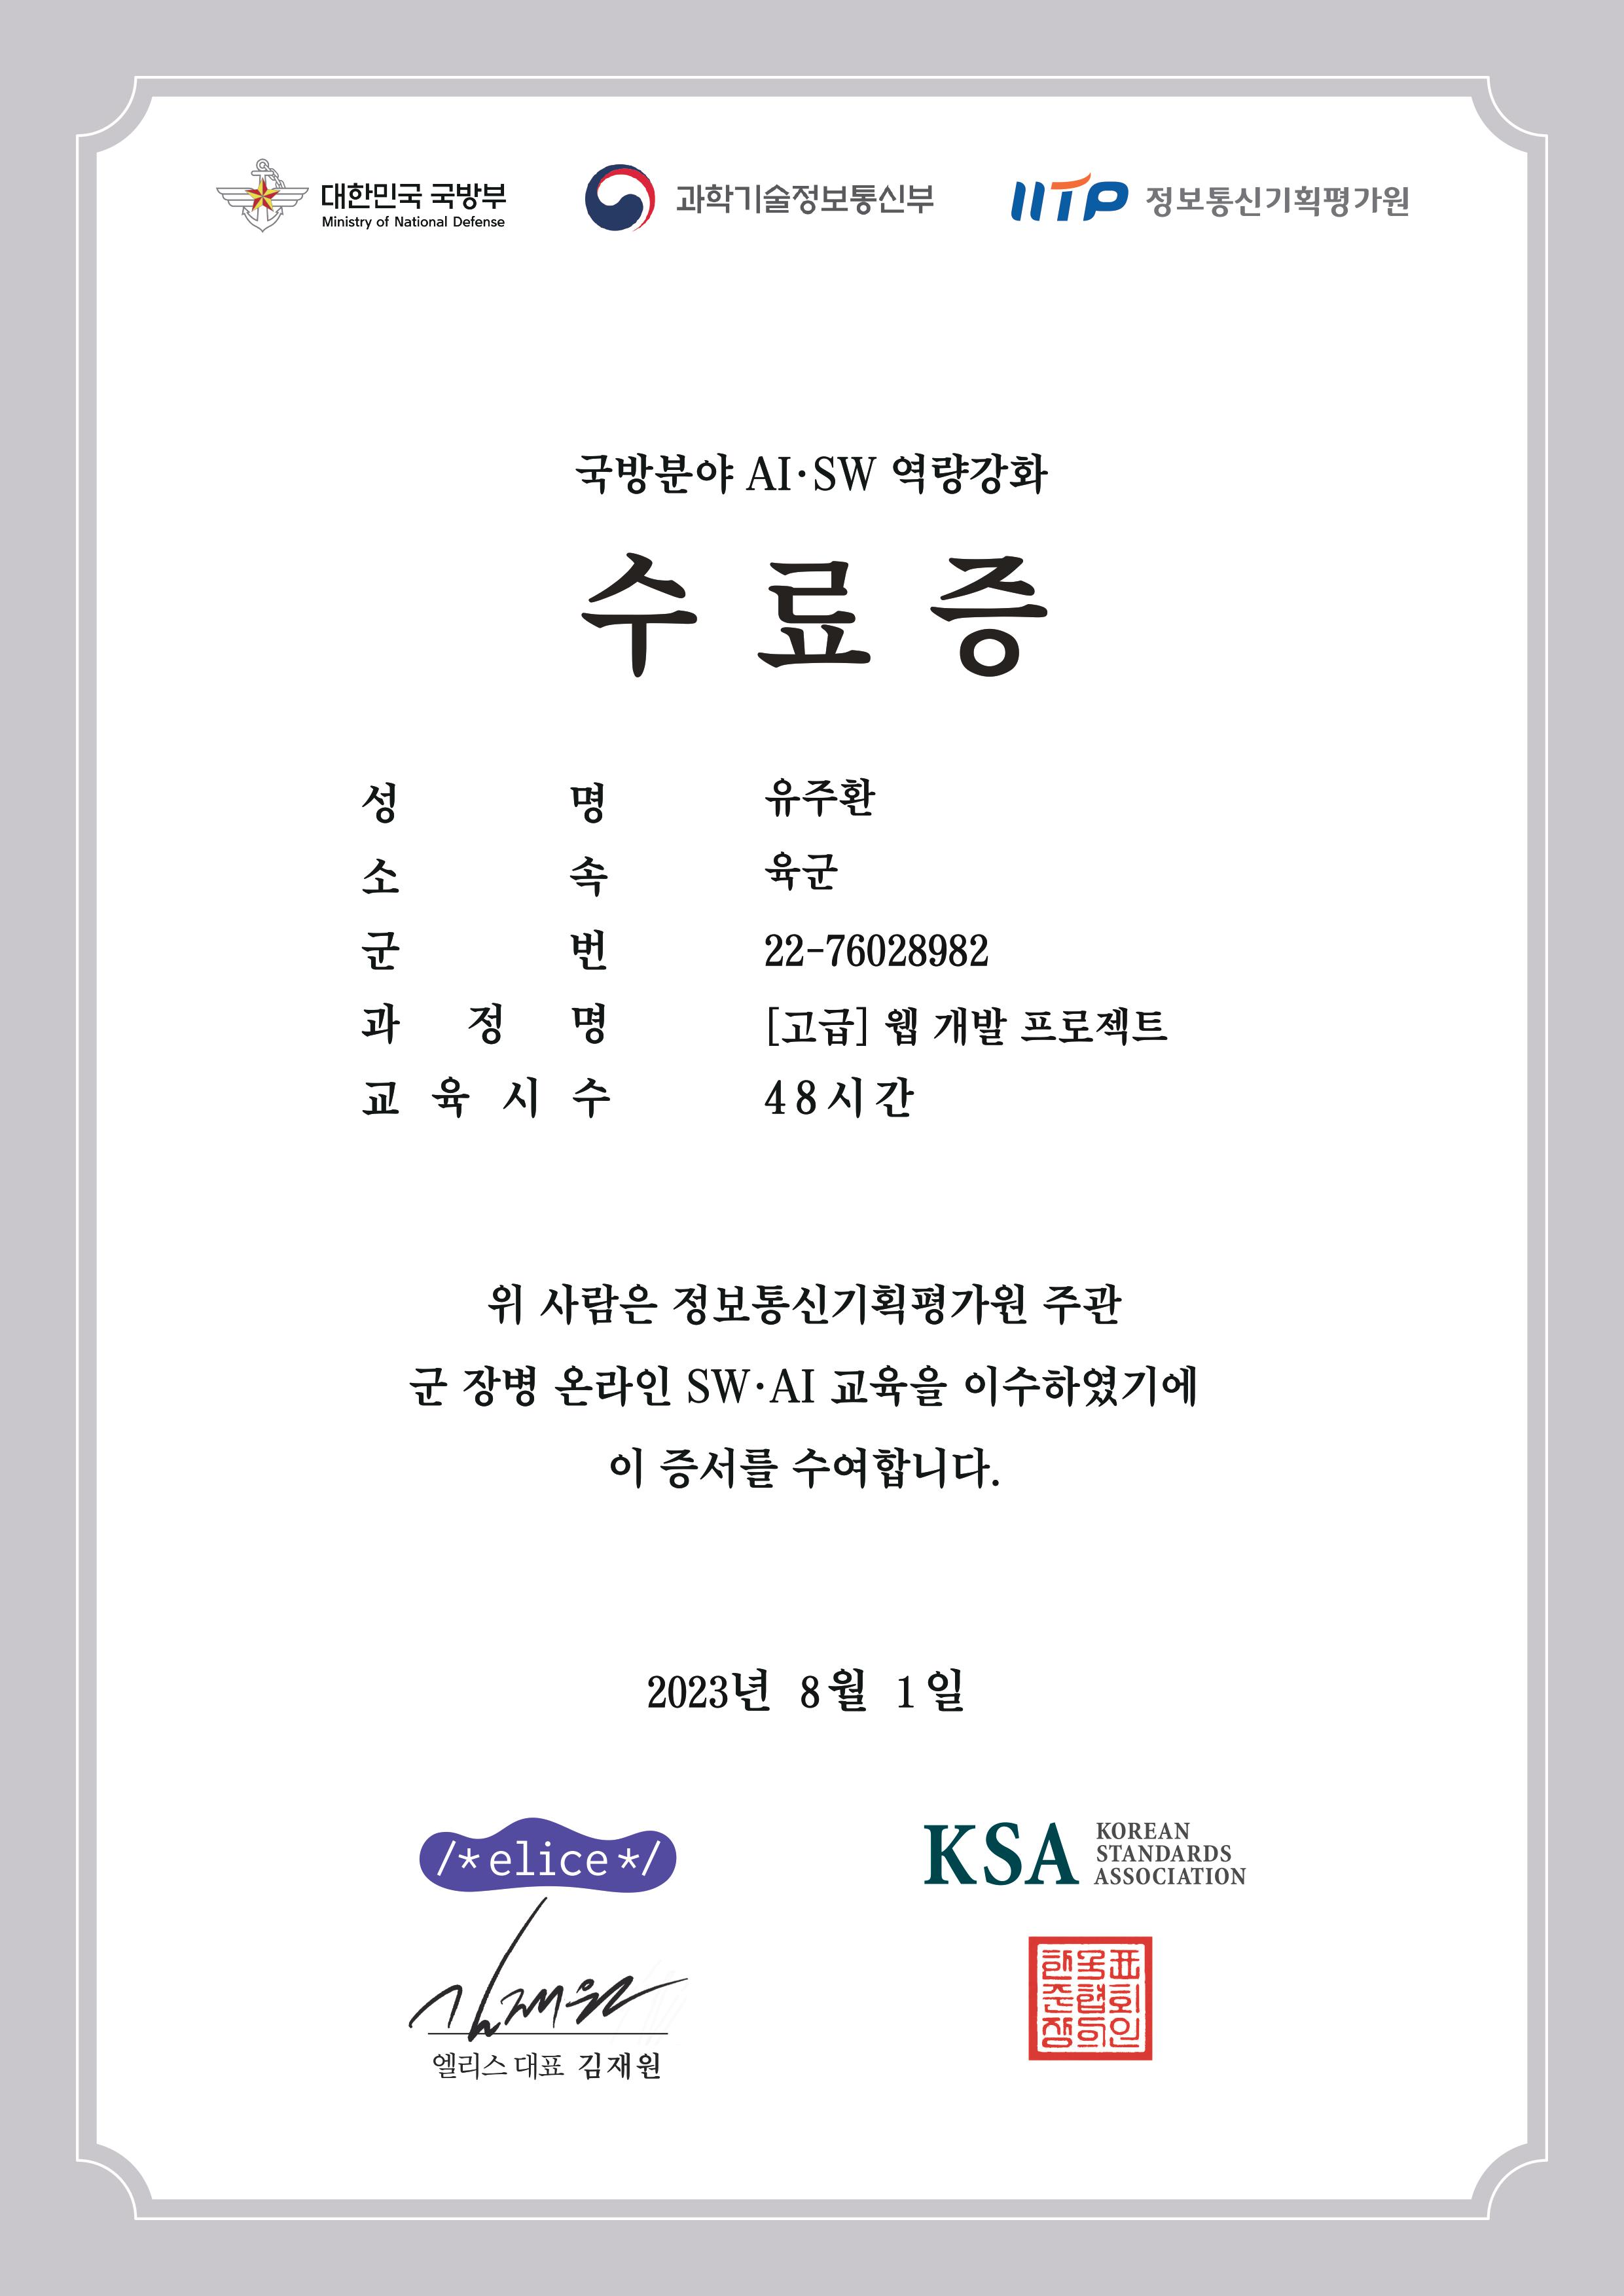 대한민국 국방부
Ministry of National Defense
과학기술정보통신부
IITP 정보통신기획평가원
국방분야 AI·SW 역량강화
수 료 증
성 명 유주환
소 속 육군
군 번 22-76028982
과 정 명 [고급] 웹 개발 프로젝트
교 육 시 수 48시간
위 사람은 정보통신기획평가원 주관
군 장병 온라인 SW·AI 교육을 이수하였기에
이 증서를 수여합니다.
2023년 8월 1일
/*elice*/
김재원
엘리스 대표 김재원
KSA KOREAN
STANDARDS
ASSOCIATION
한국표
준협회
장의인